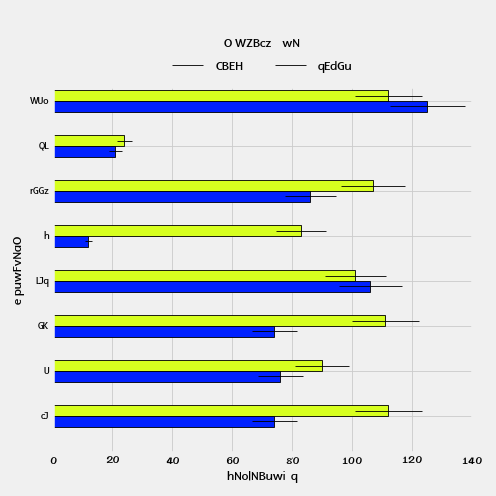 O WZBcz wN
CBEH qEdGu
WUo
QL
rGGz
h
LJq
GK
U
cJ
e puwFvNaO
0 20 40 60 80 100 120 140
hNolNBuwi q